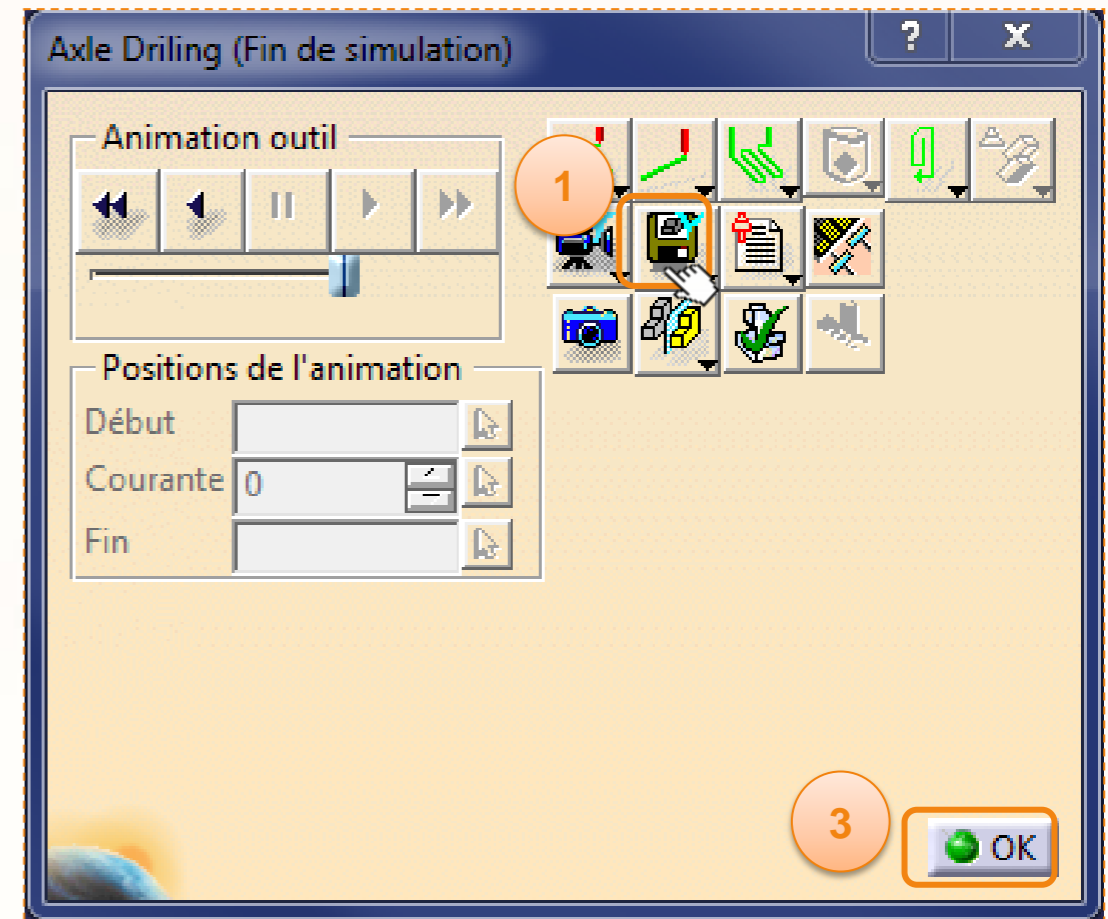 Axle Driling (Fin de simulation)
? X
Animation outil
1
Positions de l'animation
Début
Courante 0
Fin
3
OK